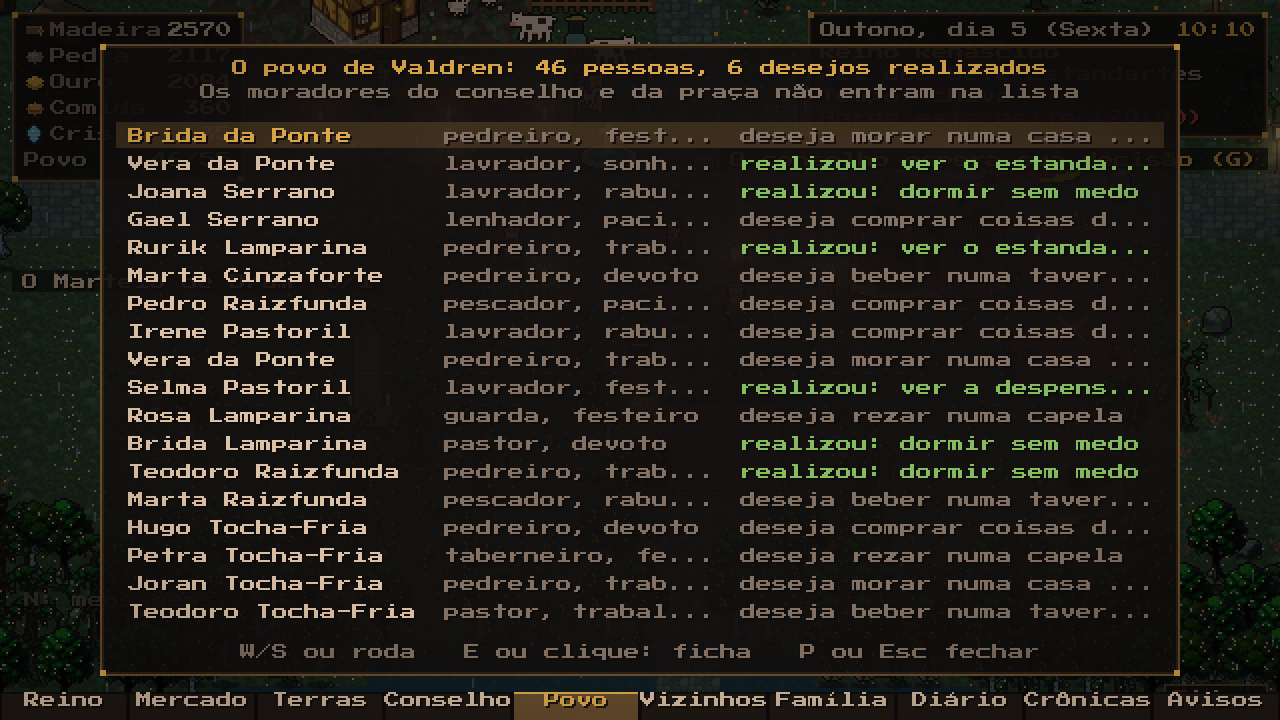 Madeira 2570
Ped 2117
Ouro 2094
Comida 360
Cris
Povo
Outono, dia 5 (Sexta) 10:10
O povo de Valdren: 46 pessoas, 6 desejos realizados
Os moradores do conselho e da praça não entram na lista
Brida da Ponte pedreiro, fest... deseja morar numa casa ...
Vera da Ponte lavrador, sonh... realizou: ver o estanda...
Joana Serrano lavrador, rabu... realizou: dormir sem medo
Gael Serrano lenhador, paci... deseja comprar coisas d...
Rurik Lamparina pedreiro, trab... realizou: ver o estanda...
Marta Cinzaforte pedreiro, devoto deseja beber numa taver...
Pedro Raizfunda pescador, paci... deseja comprar coisas d...
Irene Pastoril lavrador, rabu... deseja comprar coisas d...
Vera da Ponte pedreiro, trab... deseja morar numa casa ...
Selma Pastoril lavrador, fest... realizou: ver a despens...
Rosa Lamparina guarda, festeiro deseja rezar numa capela
Brida Lamparina pastor, devoto realizou: dormir sem medo
Teodoro Raizfunda pedreiro, trab... realizou: dormir sem medo
Marta Raizfunda pescador, rabu... deseja beber numa taver...
Hugo Tocha-Fria pedreiro, devoto deseja comprar coisas d...
Petra Tocha-Fria taberneiro, fe... deseja rezar numa capela
Joran Tocha-Fria pedreiro, trab... deseja morar numa casa ...
Teodoro Tocha-Fria pastor, trabal... deseja beber numa taver...
W/S ou roda E ou clique: ficha P ou Esc fechar
Reino Mercado Terras Conselho Povo Vizinhos Família Diário Crônicas Avisos